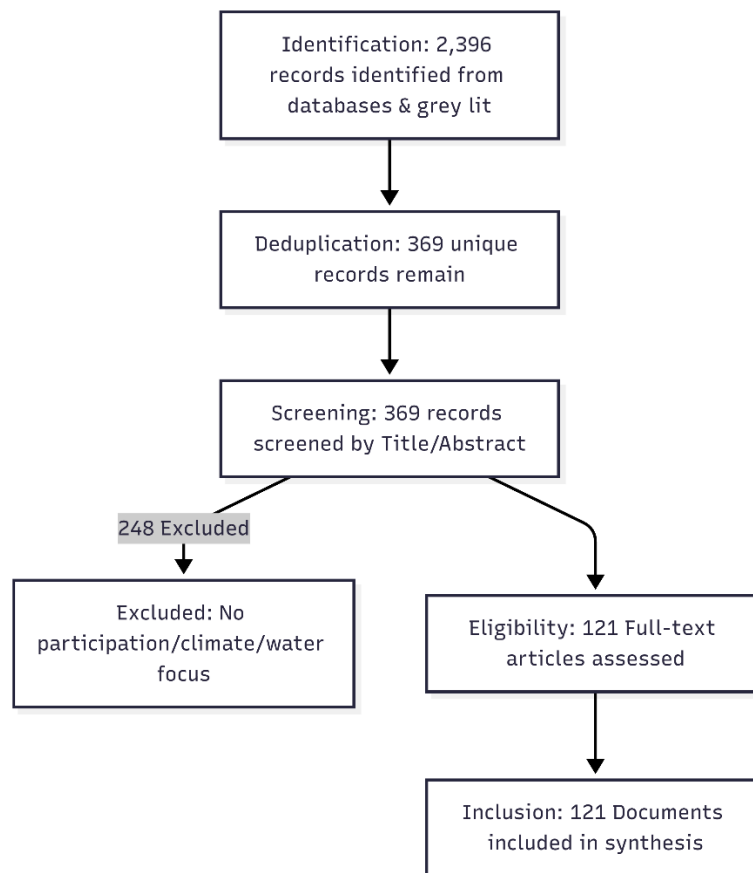 Identification: 2,396
records identified from
databases & grey lit
Deduplication: 369 unique
records remain
Screening: 369 records
screened by Title/Abstract
248 Excluded
Excluded: No
participation/climate/water
focus
Eligibility: 121 Full-text
articles assessed
Inclusion: 121 Documents
included in synthesis